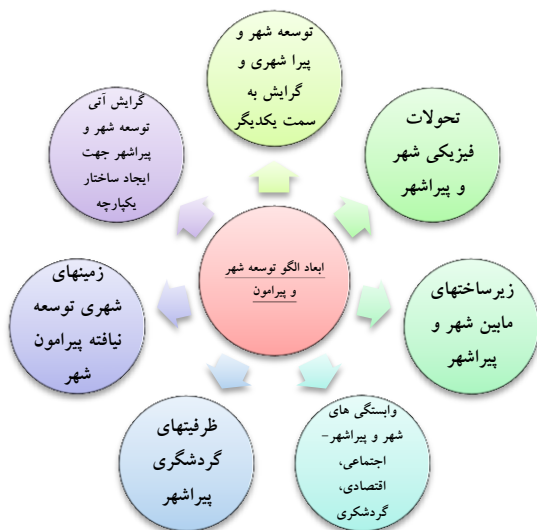 توسعه شهر و
پیرا شهری و
گرایش به
سمت یکدیگر
تحولات
فیزیکی شهر
و پیراشهر
زیرساختهای
مابین شهر و
پیراشهر
وابستگی های
شهر و پیراشهر-
اجتماعی،
اقتصادی،
گردشکری
ظرفیتهای
گردشگری
پیراشهر
زمینهای
شهری توسعه
نیافته پیرامون
شهر
گرایش آتی
توسعه شهر و
پیراشهر جهت
ایجاد ساختار
یکپارچه
ابعاد الگو توسعه شهر
و پیرامون